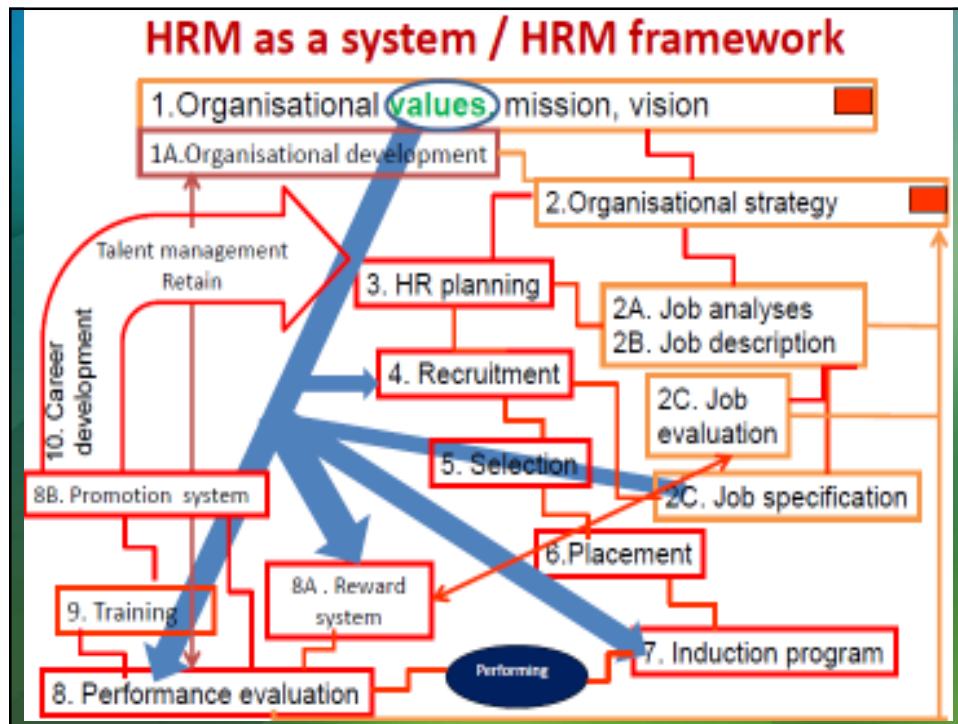 HRM as a system / HRM framework
1.Organisational values, mission, vision
1A.Organisational development
2.Organisational strategy
Talent management
Retain
3. HR planning
2A. Job analyses
2B. Job description
10. Career
development
4. Recruitment
2C. Job
evaluation
5. Selection
8B. Promotion system
2C. Job specification
6.Placement
8A . Reward
system
9. Training
7. Induction program
Performing
8. Performance evaluation